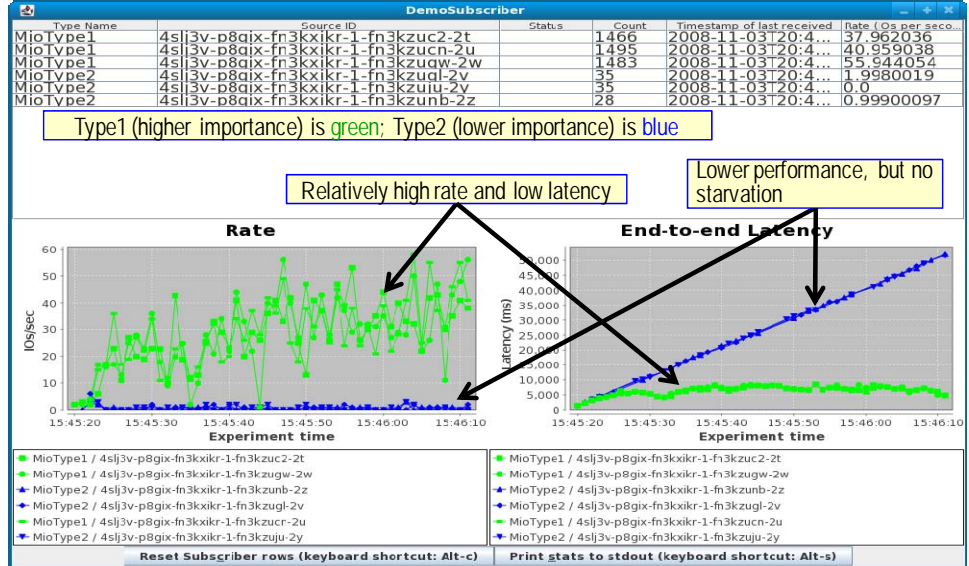 DemoSubscriber
Type Name Source ID Status Count Timestamp of last received Rate (IOs per seco...
MioType1 4slj3v-p8gix-fn3kxikr-1-fn3kzuc2-2t 1466 2008-11-03T20:4... 37.962036
MioType1 4slj3v-p8gix-fn3kxikr-1-fn3kzucn-2u 1495 2008-11-03T20:4... 40.959038
MioType1 4slj3v-p8gix-fn3kxikr-1-fn3kzugw-2w 1483 2008-11-03T20:4... 55.944054
MioType2 4slj3v-p8gix-fn3kxikr-1-fn3kzugl-2v 35 2008-11-03T20:4... 1.9980019
MioType2 4slj3v-p8gix-fn3kxikr-1-fn3kzuju-2y 35 2008-11-03T20:4... 0.0
MioType2 4slj3v-p8gix-fn3kxikr-1-fn3kzunb-2z 28 2008-11-03T20:4... 0.99900097
Type1 (higher importance) is green; Type2 (lower importance) is blue
Relatively high rate and low latency
Lower performance, but no
starvation
Rate
60
50
40
30
20
10
0
IOs/sec
15:45:20 15:45:30 15:45:40 15:45:50 15:46:00 15:46:10
Experiment time
End-to-end Latency
50,000
45,000
40,000
35,000
30,000
25,000
20,000
15,000
10,000
5,000
0
Latency (ms)
15:45:20 15:45:30 15:45:40 15:45:50 15:46:00 15:46:10
Experiment time
MioType1 / 4slj3v-p8gix-fn3kxikr-1-fn3kzuc2-2t
MioType1 / 4slj3v-p8gix-fn3kxikr-1-fn3kzugw-2w
MioType2 / 4slj3v-p8gix-fn3kxikr-1-fn3kzunb-2z
MioType2 / 4slj3v-p8gix-fn3kxikr-1-fn3kzugl-2v
MioType1 / 4slj3v-p8gix-fn3kxikr-1-fn3kzucr-2u
MioType2 / 4slj3v-p8gix-fn3kxikr-1-fn3kzuju-2y
MioType1 / 4slj3v-p8gix-fn3kxikr-1-fn3kzuc2-2t
MioType1 / 4slj3v-p8gix-fn3kxikr-1-fn3kzugw-2w
MioType2 / 4slj3v-p8gix-fn3kxikr-1-fn3kzunb-2z
MioType2 / 4slj3v-p8gix-fn3kxikr-1-fn3kzugl-2v
MioType1 / 4slj3v-p8gix-fn3kxikr-1-fn3kzucn-2u
MioType2 / 4slj3v-p8gix-fn3kxikr-1-fn3kzuju-2y
Reset Subscriber rows (keyboard shortcut: Alt-c)
Print stats to stdout (keyboard shortcut: Alt-s)